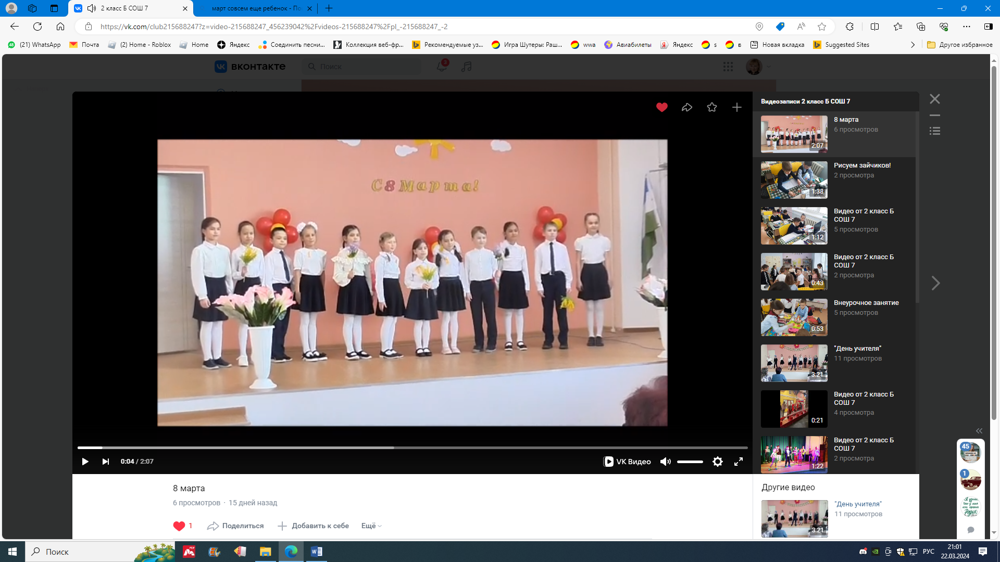 2 класс Б СОШ 7
март совсем еще ребенок - По
https://vk.com/club215688247?z=video-215688247_456239042%2Fvideos-215688247%2Fpl_-215688247_-2
(21) WhatsApp
Почта
(2) Home - Roblox
Home
Яндекс
Соединить песни...
Коллекция веб-фр...
Рекомендуемые уз...
Игра Шутеры: Раш...
wwa
Авиабилеты
Яндекс
s
в
Новая вкладка
Suggested Sites
Другое избранное
ВКОНТАКТЕ
Поиск
3
С 8 Марта!
0:04 / 2:07
VK Видео
Видеозаписи 2 класс Б СОШ 7
8 марта
6 просмотров
2:07
Рисуем зайчиков!
2 просмотра
1:38
Видео от 2 класс Б
СОШ 7
5 просмотров
1:12
Видео от 2 класс Б
СОШ 7
2 просмотра
0:43
Внеурочное занятие
5 просмотров
0:53
"День учителя"
11 просмотров
3:21
Видео от 2 класс Б
СОШ 7
4 просмотра
0:21
Видео от 2 класс Б
СОШ 7
2 просмотра
1:22
8 марта
6 просмотров · 15 дней назад
1
Поделиться
Добавить к себе
Ещё
Другие видео
"День учителя"
11 просмотров
3:21
45
1
Поиск
РУС
21:01
22.03.2024